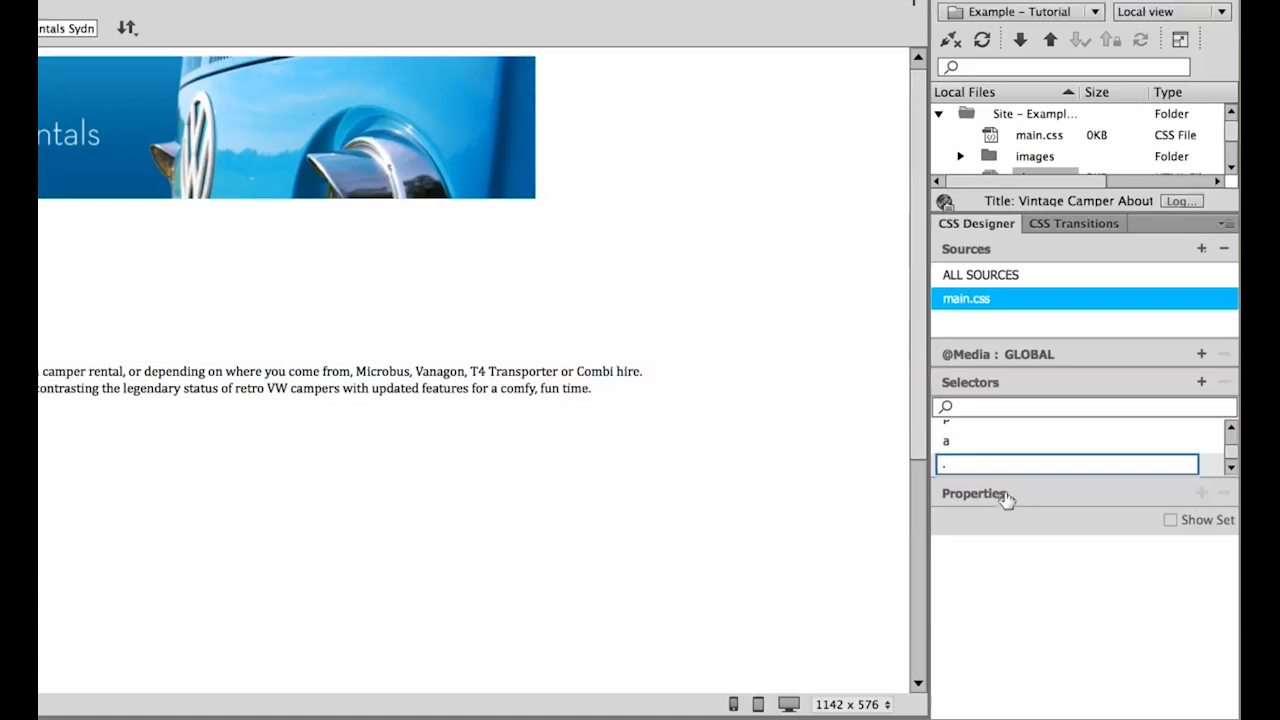 Example - Tutorial
Local view
ntals Sydn
Local Files Size Type
Site – Exampl... Folder
main.css 0KB CSS File
images Folder
ntals
Title: Vintage Camper About Log...
CSS Designer CSS Transitions
Sources
ALL SOURCES
main.css
@Media : GLOBAL
Selectors
camper rental, or depending on where you come from, Microbus, Vanagon, T4 Transporter or Combi hire.
contrasting the legendary status of retro VW campers with updated features for a comfy, fun time.
a
.
Properties
Show Set
1142 x 576